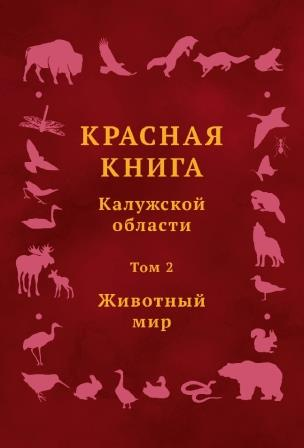 КРАСНАЯ
КНИГА
Калужской
области
Том 2
Животный
мир